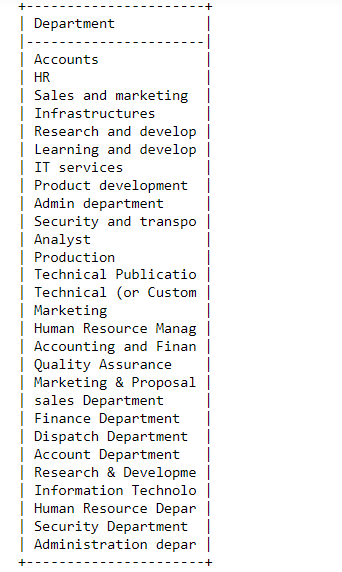 +----------------------+
| Department           |
|----------------------|
| Accounts             |
| HR                   |
| Sales and marketing  |
| Infrastructures      |
| Research and develop |
| Learning and develop |
| IT services          |
| Product development  |
| Admin department     |
| Security and transpo |
| Analyst              |
| Production           |
| Technical Publicatio |
| Technical (or Custom |
| Marketing            |
| Human Resource Manag |
| Accounting and Finan |
| Quality Assurance    |
| Marketing & Proposal |
| sales Department     |
| Finance Department   |
| Dispatch Department  |
| Account Department   |
| Research & Developme |
| Information Technolo |
| Human Resource Depar |
| Security Department  |
| Administration depar |
+----------------------+